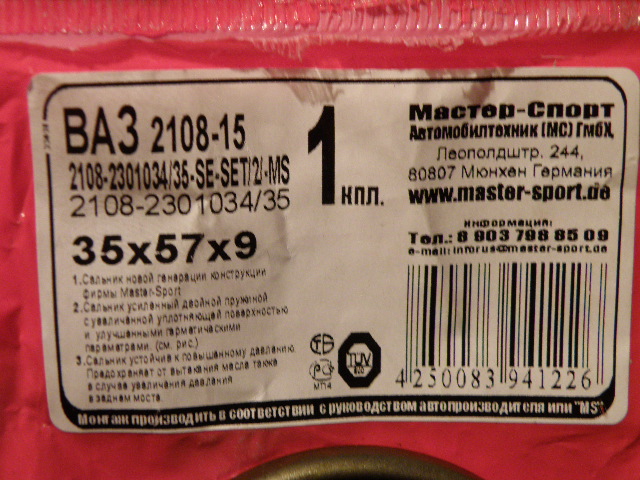 ВАЗ 2108-15
2108-2301034/35-SE-SET/2/-MS
2108-2301034/35
35x57x9
1 кпл.
Мастер-Спорт
Автомобилтехник (МС) ГмбХ,
Леополдштр. 244,
80807 Мюнхен Германия
www.master-sport.de
информация:
Тел.: 8 903 798 85 09
e-mail: inforus@master-sport.de
1.Сальник новой генерации конструкции
фирмы Master-Sport
2.Сальник усиленный двойной пружиной
с увеличенной уплотняющей поверхностью
и улучшенными герметическими
параметрами. (см. рис.)
3.Сальник устойчив к повышенному давлению.
Предохраняет от вытекания масла также
в случае увеличения давления
в заднем мосте.
TÜV
4 250083 941226
Монтаж производить в соответствии с руководством автопроизводителя или "MS"